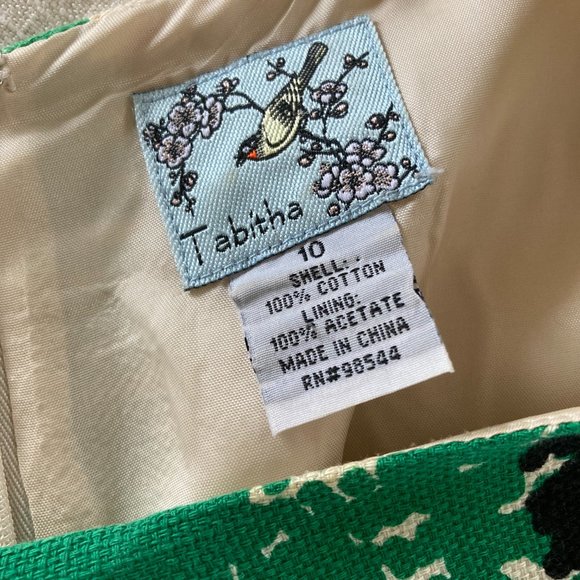 Tabitha
10
SHELL:.
100% COTTON
LINING:
100% ACETATE
MADE IN CHINA
RN#98544